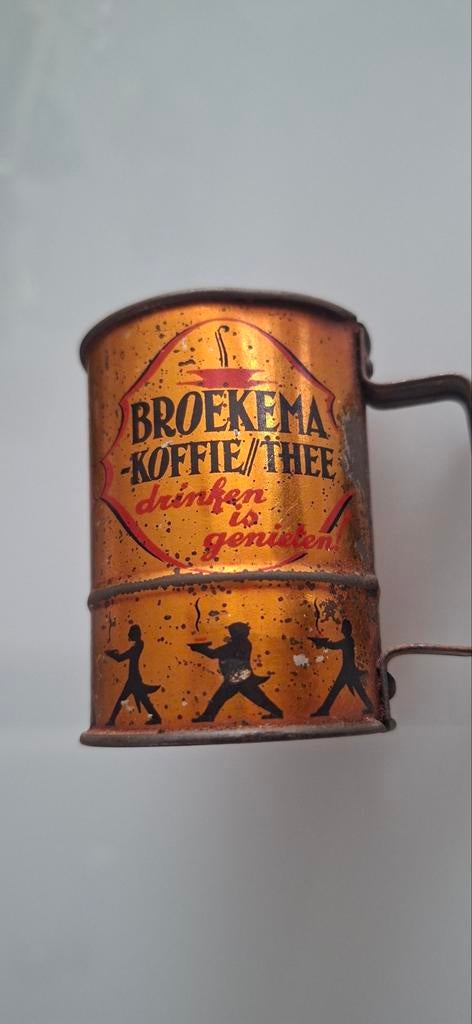 BROEKEMA
-KOFFIE//THEE
drinken
is
genieten!